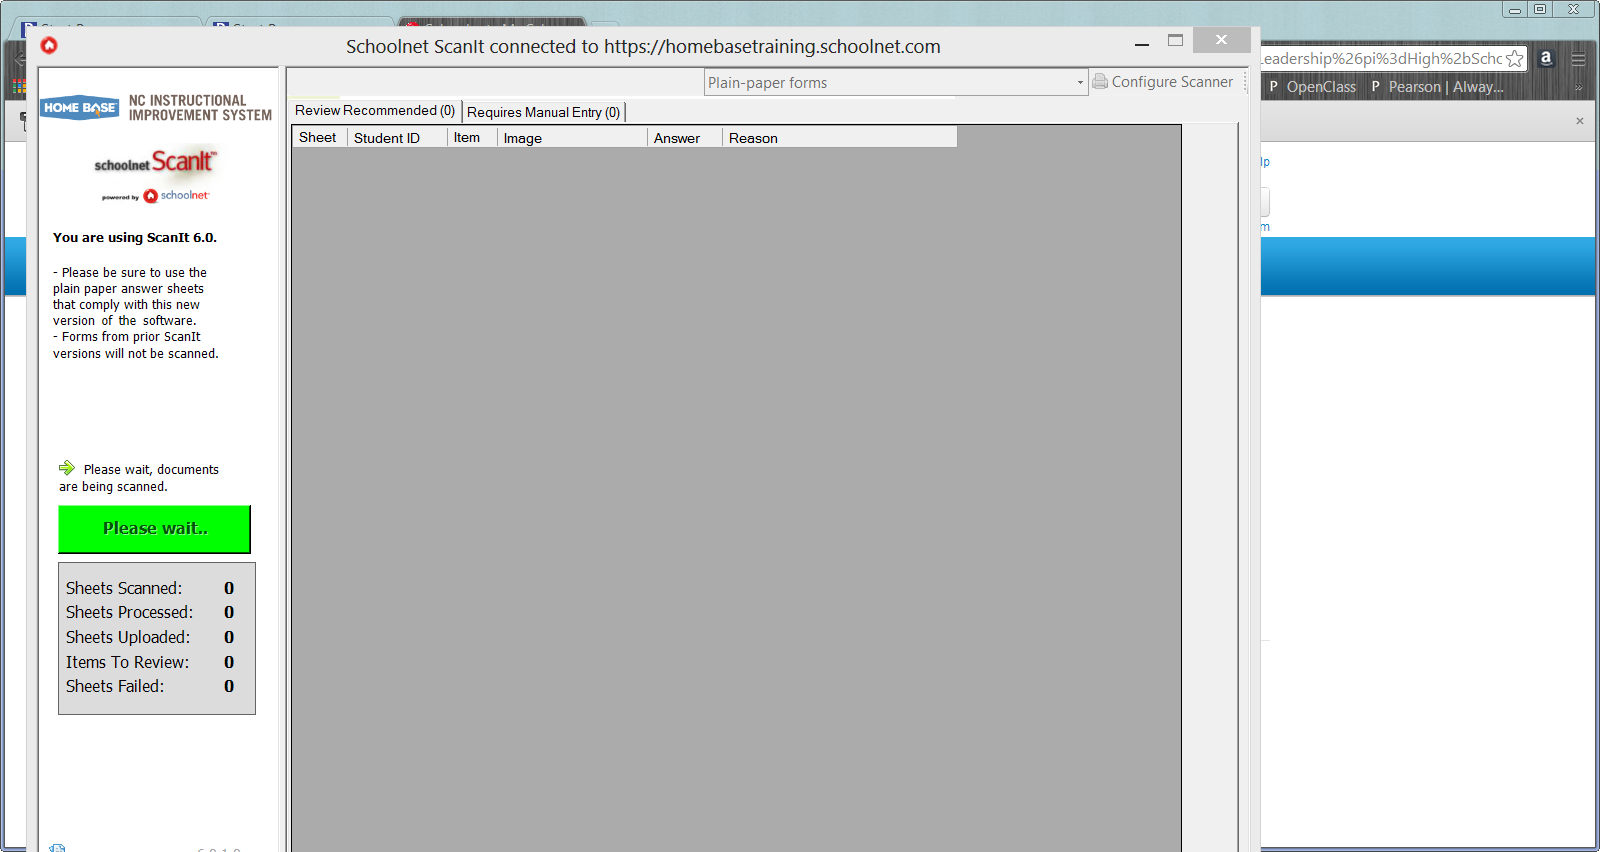 Schoolnet ScanIt connected to https://homebasetraining.schoolnet.com
Leadership%26pi%3dHigh%2bSchc
a
P OpenClass P Pearson | Alway...
»
Plain-paper forms
Configure Scanner
HOME BASE
NC INSTRUCTIONAL
IMPROVEMENT SYSTEM
schoolnet ScanIt™
powered by schoolnet
You are using ScanIt 6.0.
- Please be sure to use the
plain paper answer sheets
that comply with this new
version of the software.
- Forms from prior ScanIt
versions will not be scanned.
Please wait, documents
are being scanned.
Please wait..
Sheets Scanned: 0
Sheets Processed: 0
Sheets Uploaded: 0
Items To Review: 0
Sheets Failed: 0
Review Recommended (0) Requires Manual Entry (0)
Sheet Student ID Item Image Answer Reason
lp
m